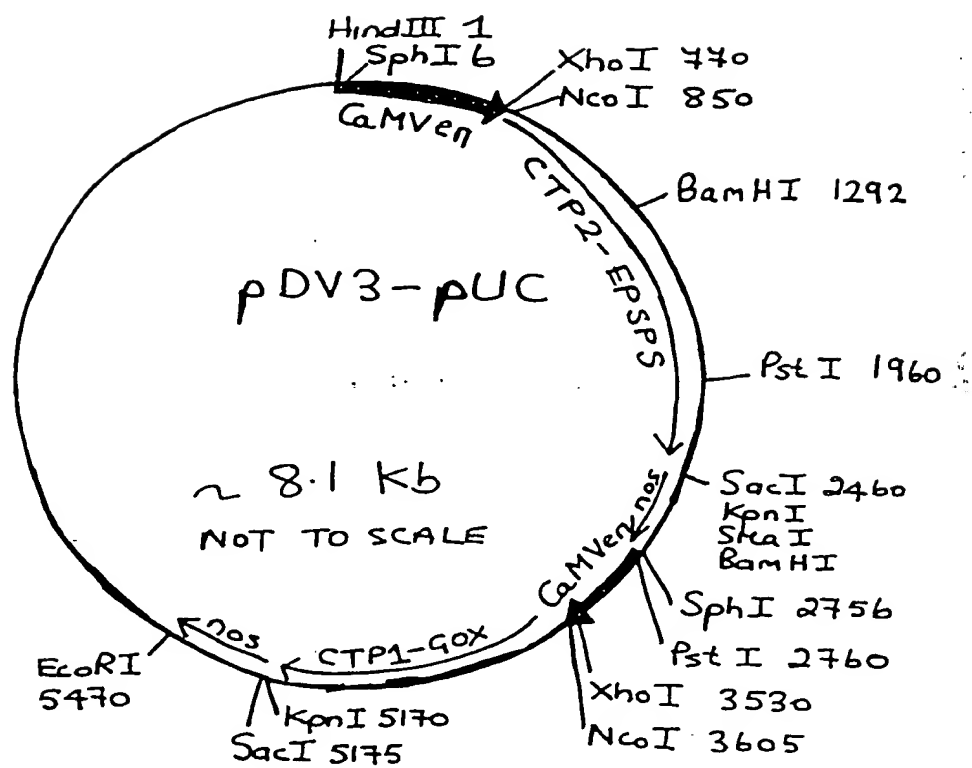 HindIII 1
SphI 6
XhoI 770
NcoI 850
CaMVen
CTP2-EPSPS
BamHI 1292
pDV3-pUC
PstI 1960
~ 8.1 Kb
NOT TO SCALE
nos
SacI 2460
KpnI
SmaI
BamHI
CaMVen
SphI 2756
PstI 2760
XhoI 3530
NcoI 3605
CTP1-GOX
nos
EcoRI
5470
KpnI 5170
SacI 5175